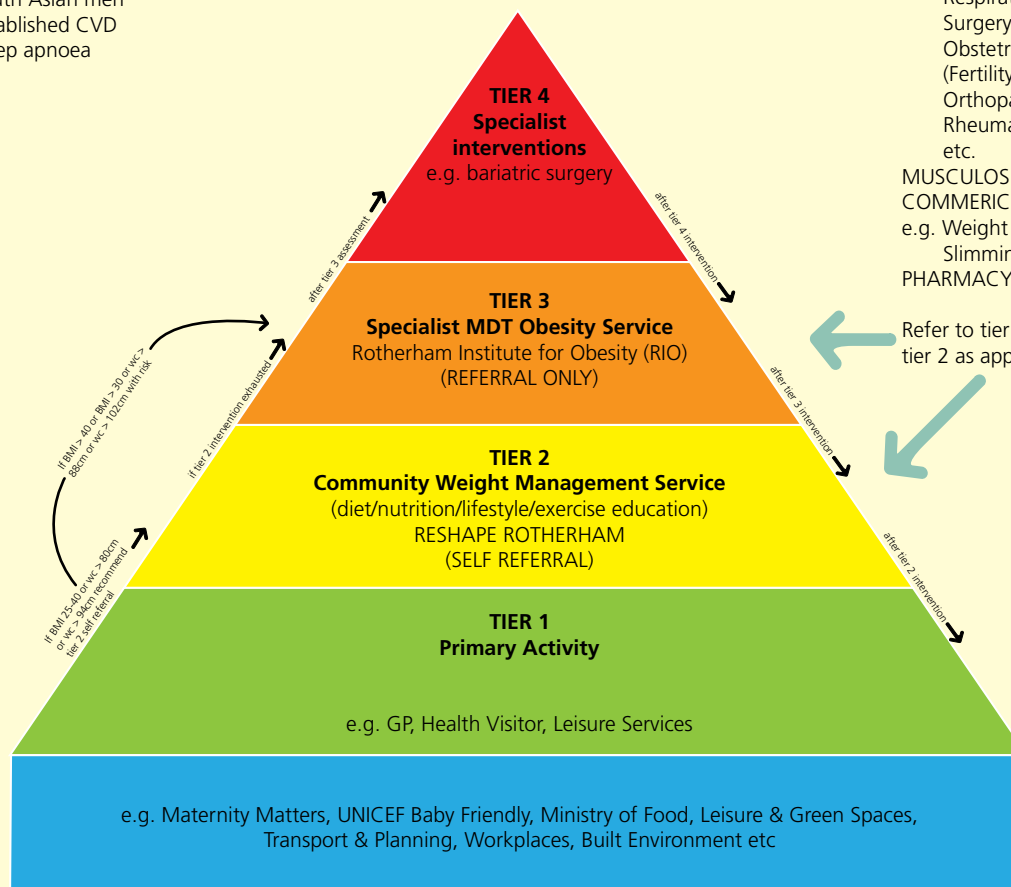 Asian men
CVD
apnoea
Surgery
etc.
e.g. Weight
PHARMACY
Refer to tier
tier 2 as
TIER 4
Specialist
interventions
e.g. bariatric surgery
after tier 3 assessment
after tier 4 intervention
TIER 3
Specialist MDT Obesity Service
Rotherham Institute for Obesity (RIO)
(REFERRAL ONLY)
If BMI > 40 or BMI > 30 or wc >
88cm or wc > 102cm with risk
if tier 2 intervention exhausted
after tier 3 intervention
TIER 2
Community Weight Management Service
(diet/nutrition/lifestyle/exercise education)
RESHAPE ROTHERHAM
(SELF REFERRAL)
If BMI 25-40 or wc > 80cm
or wc > 94cm recommend
tier 2 self referral
after tier 2 intervention
TIER 1
Primary Activity
e.g. GP, Health Visitor, Leisure Services
e.g. Maternity Matters, UNICEF Baby Friendly, Ministry of Food, Leisure & Green Spaces,
Transport & Planning, Workplaces, Built Environment etc